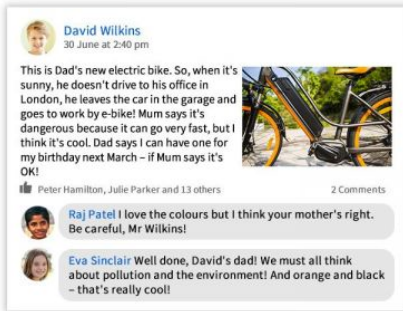 David Wilkins
30 June at 2:40 pm
This is Dad's new electric bike. So, when it's
sunny, he doesn't drive to his office in
London, he leaves the car in the garage and
goes to work by e-bike! Mum says it's
dangerous because it can go very fast, but I
think it's cool. Dad says I can have one for
my birthday next March – if Mum says it's
OK!
Peter Hamilton, Julie Parker and 13 others 2 Comments
Raj Patel I love the colours but I think your mother's right.
Be careful, Mr Wilkins!
Eva Sinclair Well done, David's dad! We must all think
about pollution and the environment! And orange and black
– that's really cool!